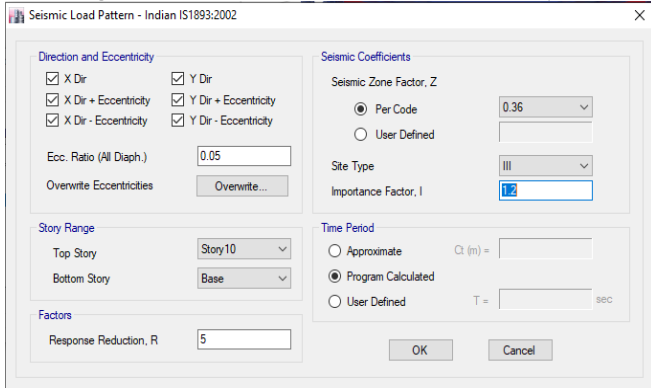 Seismic Load Pattern - Indian IS1893:2002
Direction and Eccentricity
X Dir
Y Dir
X Dir + Eccentricity
Y Dir + Eccentricity
X Dir - Eccentricity
Y Dir - Eccentricity
Ecc. Ratio (All Diaph.)
0.05
Overwrite Eccentricities
Overwrite...
Story Range
Top Story
Story10
Bottom Story
Base
Factors
Response Reduction, R
5
Seismic Coefficients
Seismic Zone Factor, Z
Per Code
0.36
User Defined
Site Type
III
Importance Factor, I
1.2
Time Period
Approximate
Ct (m) =
Program Calculated
User Defined
T =
sec
OK
Cancel